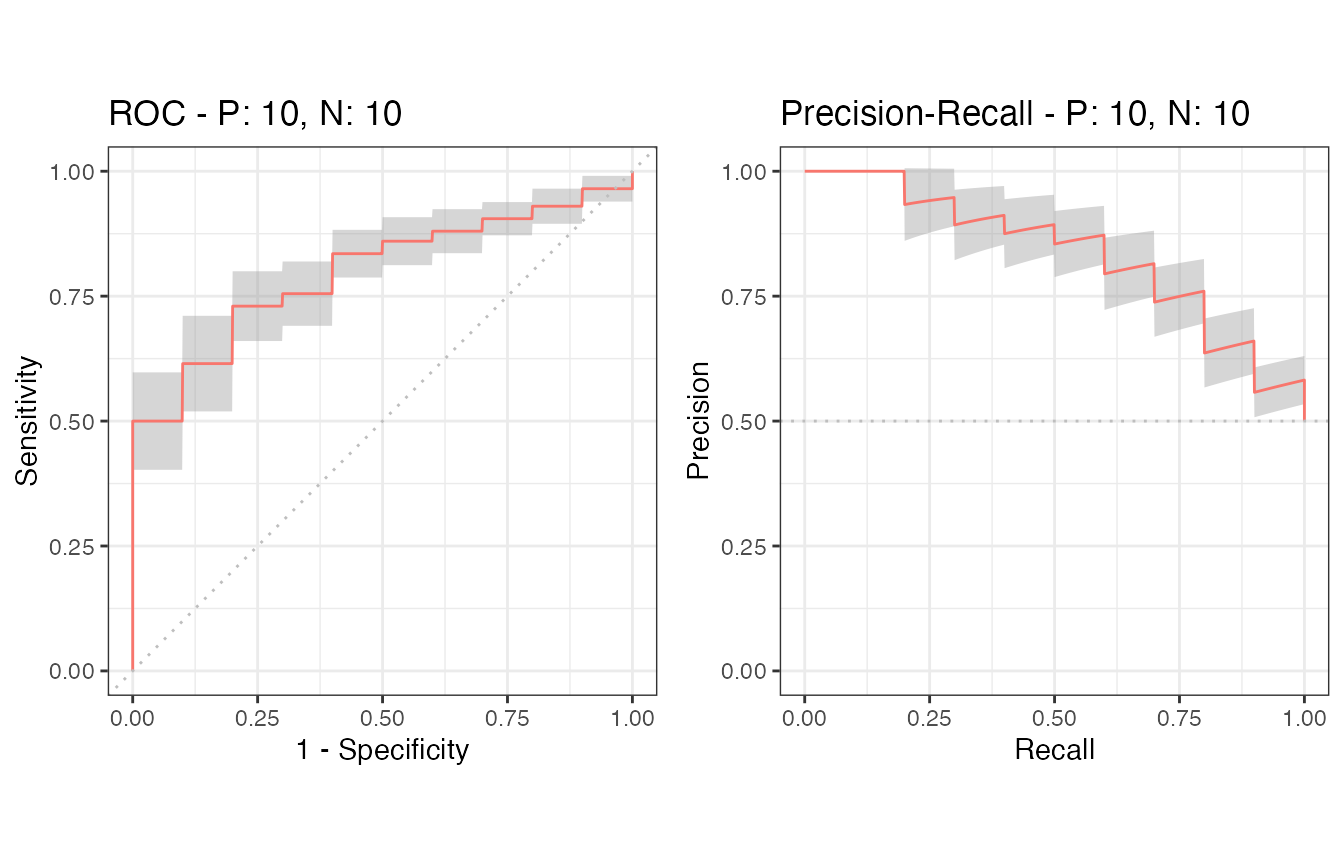 ROC - P: 10, N: 10
1.00
0.75
0.50
0.25
0.00
Sensitivity
0.00 0.25 0.50 0.75 1.00
1 - Specificity
Precision-Recall - P: 10, N: 10
1.00
0.75
0.50
0.25
0.00
Precision
0.00 0.25 0.50 0.75 1.00
Recall